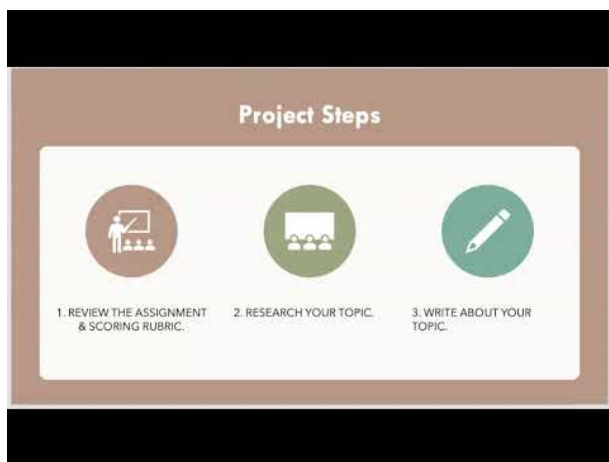 Project Steps
1. REVIEW THE ASSIGNMENT
& SCORING RUBRIC.
2. RESEARCH YOUR TOPIC.
3. WRITE ABOUT YOUR
TOPIC.